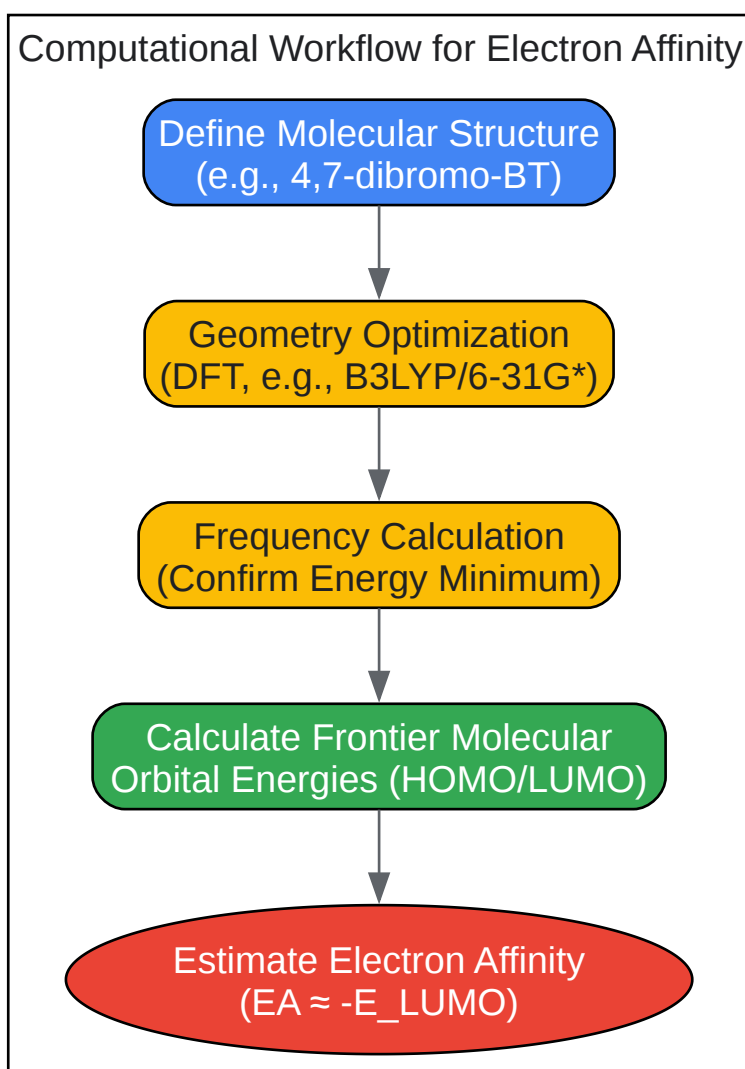 Computational Workflow for Electron Affinity
Define Molecular Structure
(e.g., 4,7-dibromo-BT)
Geometry Optimization
(DFT, e.g., B3LYP/6-31G*)
Frequency Calculation
(Confirm Energy Minimum)
Calculate Frontier Molecular
Orbital Energies (HOMO/LUMO)
Estimate Electron Affinity
(EA ≈ -E_LUMO)